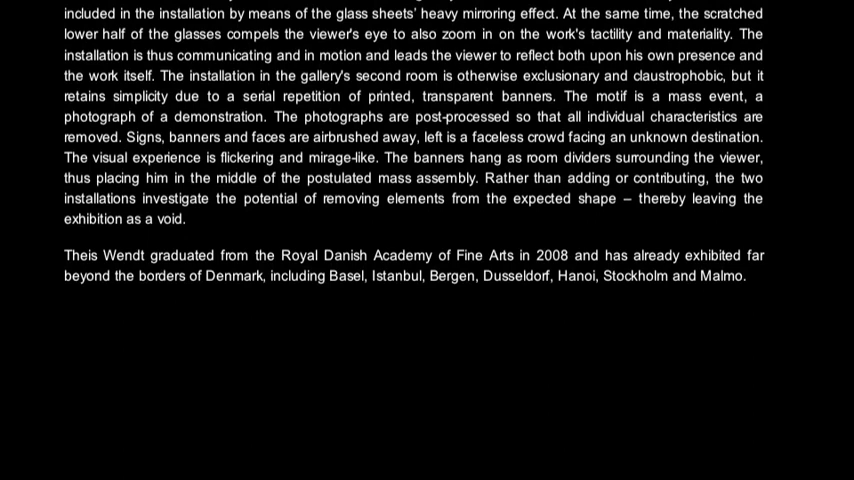 included in the installation by means of the glass sheets' heavy mirroring effect. At the same time, the scratched
lower half of the glasses compels the viewer's eye to also zoom in on the work's tactility and materiality. The
installation is thus communicating and in motion and leads the viewer to reflect both upon his own presence and
the work itself. The installation in the gallery's second room is otherwise exclusionary and claustrophobic, but it
retains simplicity due to a serial repetition of printed, transparent banners. The motif is a mass event, a
photograph of a demonstration. The photographs are post-processed so that all individual characteristics are
removed. Signs, banners and faces are airbrushed away, left is a faceless crowd facing an unknown destination.
The visual experience is flickering and mirage-like. The banners hang as room dividers surrounding the viewer,
thus placing him in the middle of the postulated mass assembly. Rather than adding or contributing, the two
installations investigate the potential of removing elements from the expected shape – thereby leaving the
exhibition as a void.
Theis Wendt graduated from the Royal Danish Academy of Fine Arts in 2008 and has already exhibited far
beyond the borders of Denmark, including Basel, Istanbul, Bergen, Dusseldorf, Hanoi, Stockholm and Malmo.